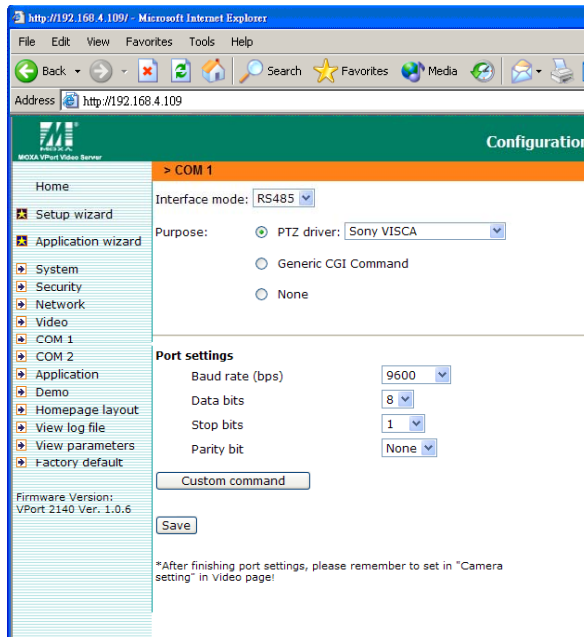 http://192.168.4.109/ - Microsoft Internet Explorer
File Edit View Favorites Tools Help
Back Search Favorites Media
Address http://192.168.4.109
MOXA
MOXA VPort Video Server
Configuration
> COM 1
Home
Setup wizard
Application wizard
System
Security
Network
Video
COM 1
COM 2
Application
Demo
Homepage layout
View log file
View parameters
Factory default
Firmware Version:
VPort 2140 Ver. 1.0.6
Interface mode: RS485
Purpose: PTZ driver: Sony VISCA
Generic CGI Command
None
Port settings
Baud rate (bps) 9600
Data bits 8
Stop bits 1
Parity bit None
Custom command
Save
*After finishing port settings, please remember to set in "Camera
setting" in Video page!